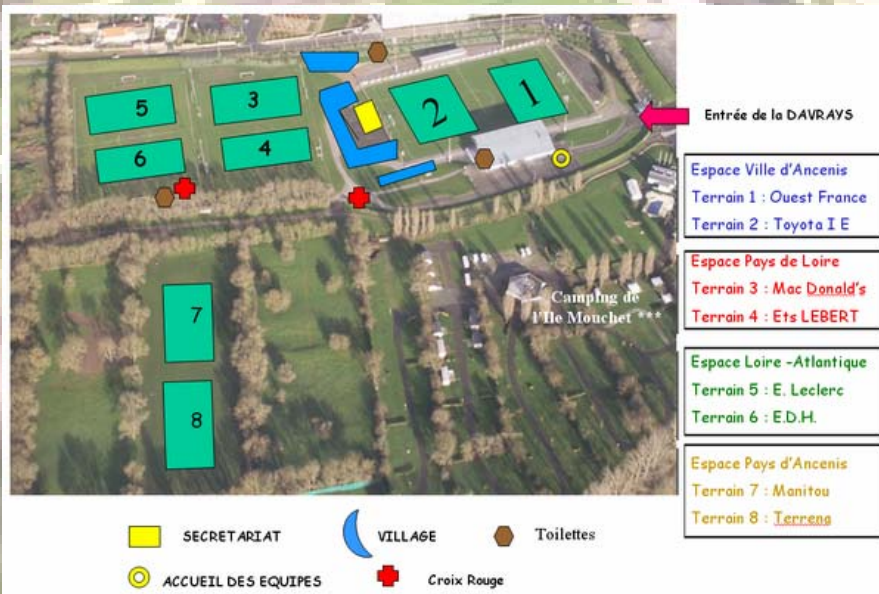 5
3
6
4
2
1
7
8
Camping de
l'Ile Mouchet ***
Entrée de la DAVRAYS
Espace Ville d'Ancenis
Terrain 1 : Ouest France
Terrain 2 : Toyota I E
Espace Pays de Loire
Terrain 3 : Mac Donald's
Terrain 4 : Ets LEBERT
Espace Loire -Atlantique
Terrain 5 : E. Leclerc
Terrain 6 : E.D.H.
Espace Pays d'Ancenis
Terrain 7 : Manitou
Terrain 8 : Terrena
SECRETARIAT
VILLAGE
Toilettes
ACCUEIL DES EQUIPES
Croix Rouge